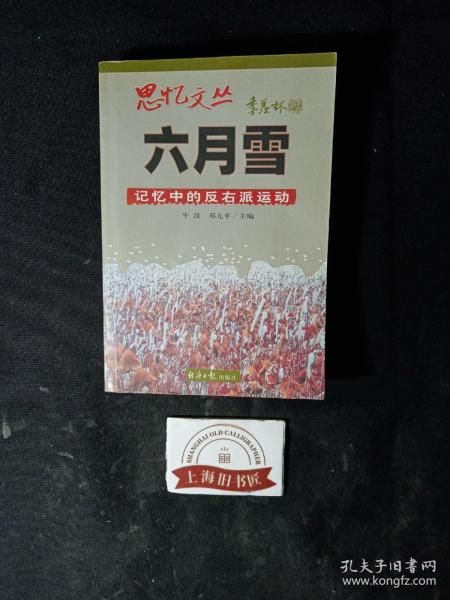 思忆文丛 季羡林
六月雪
记忆中的反右派运动
牛汉 邓九平/主编
经济日报出版社
SHANGHAI OLD CALLIGRAPHER
上海旧书匠
孔夫子旧书网
www.kongfz.com